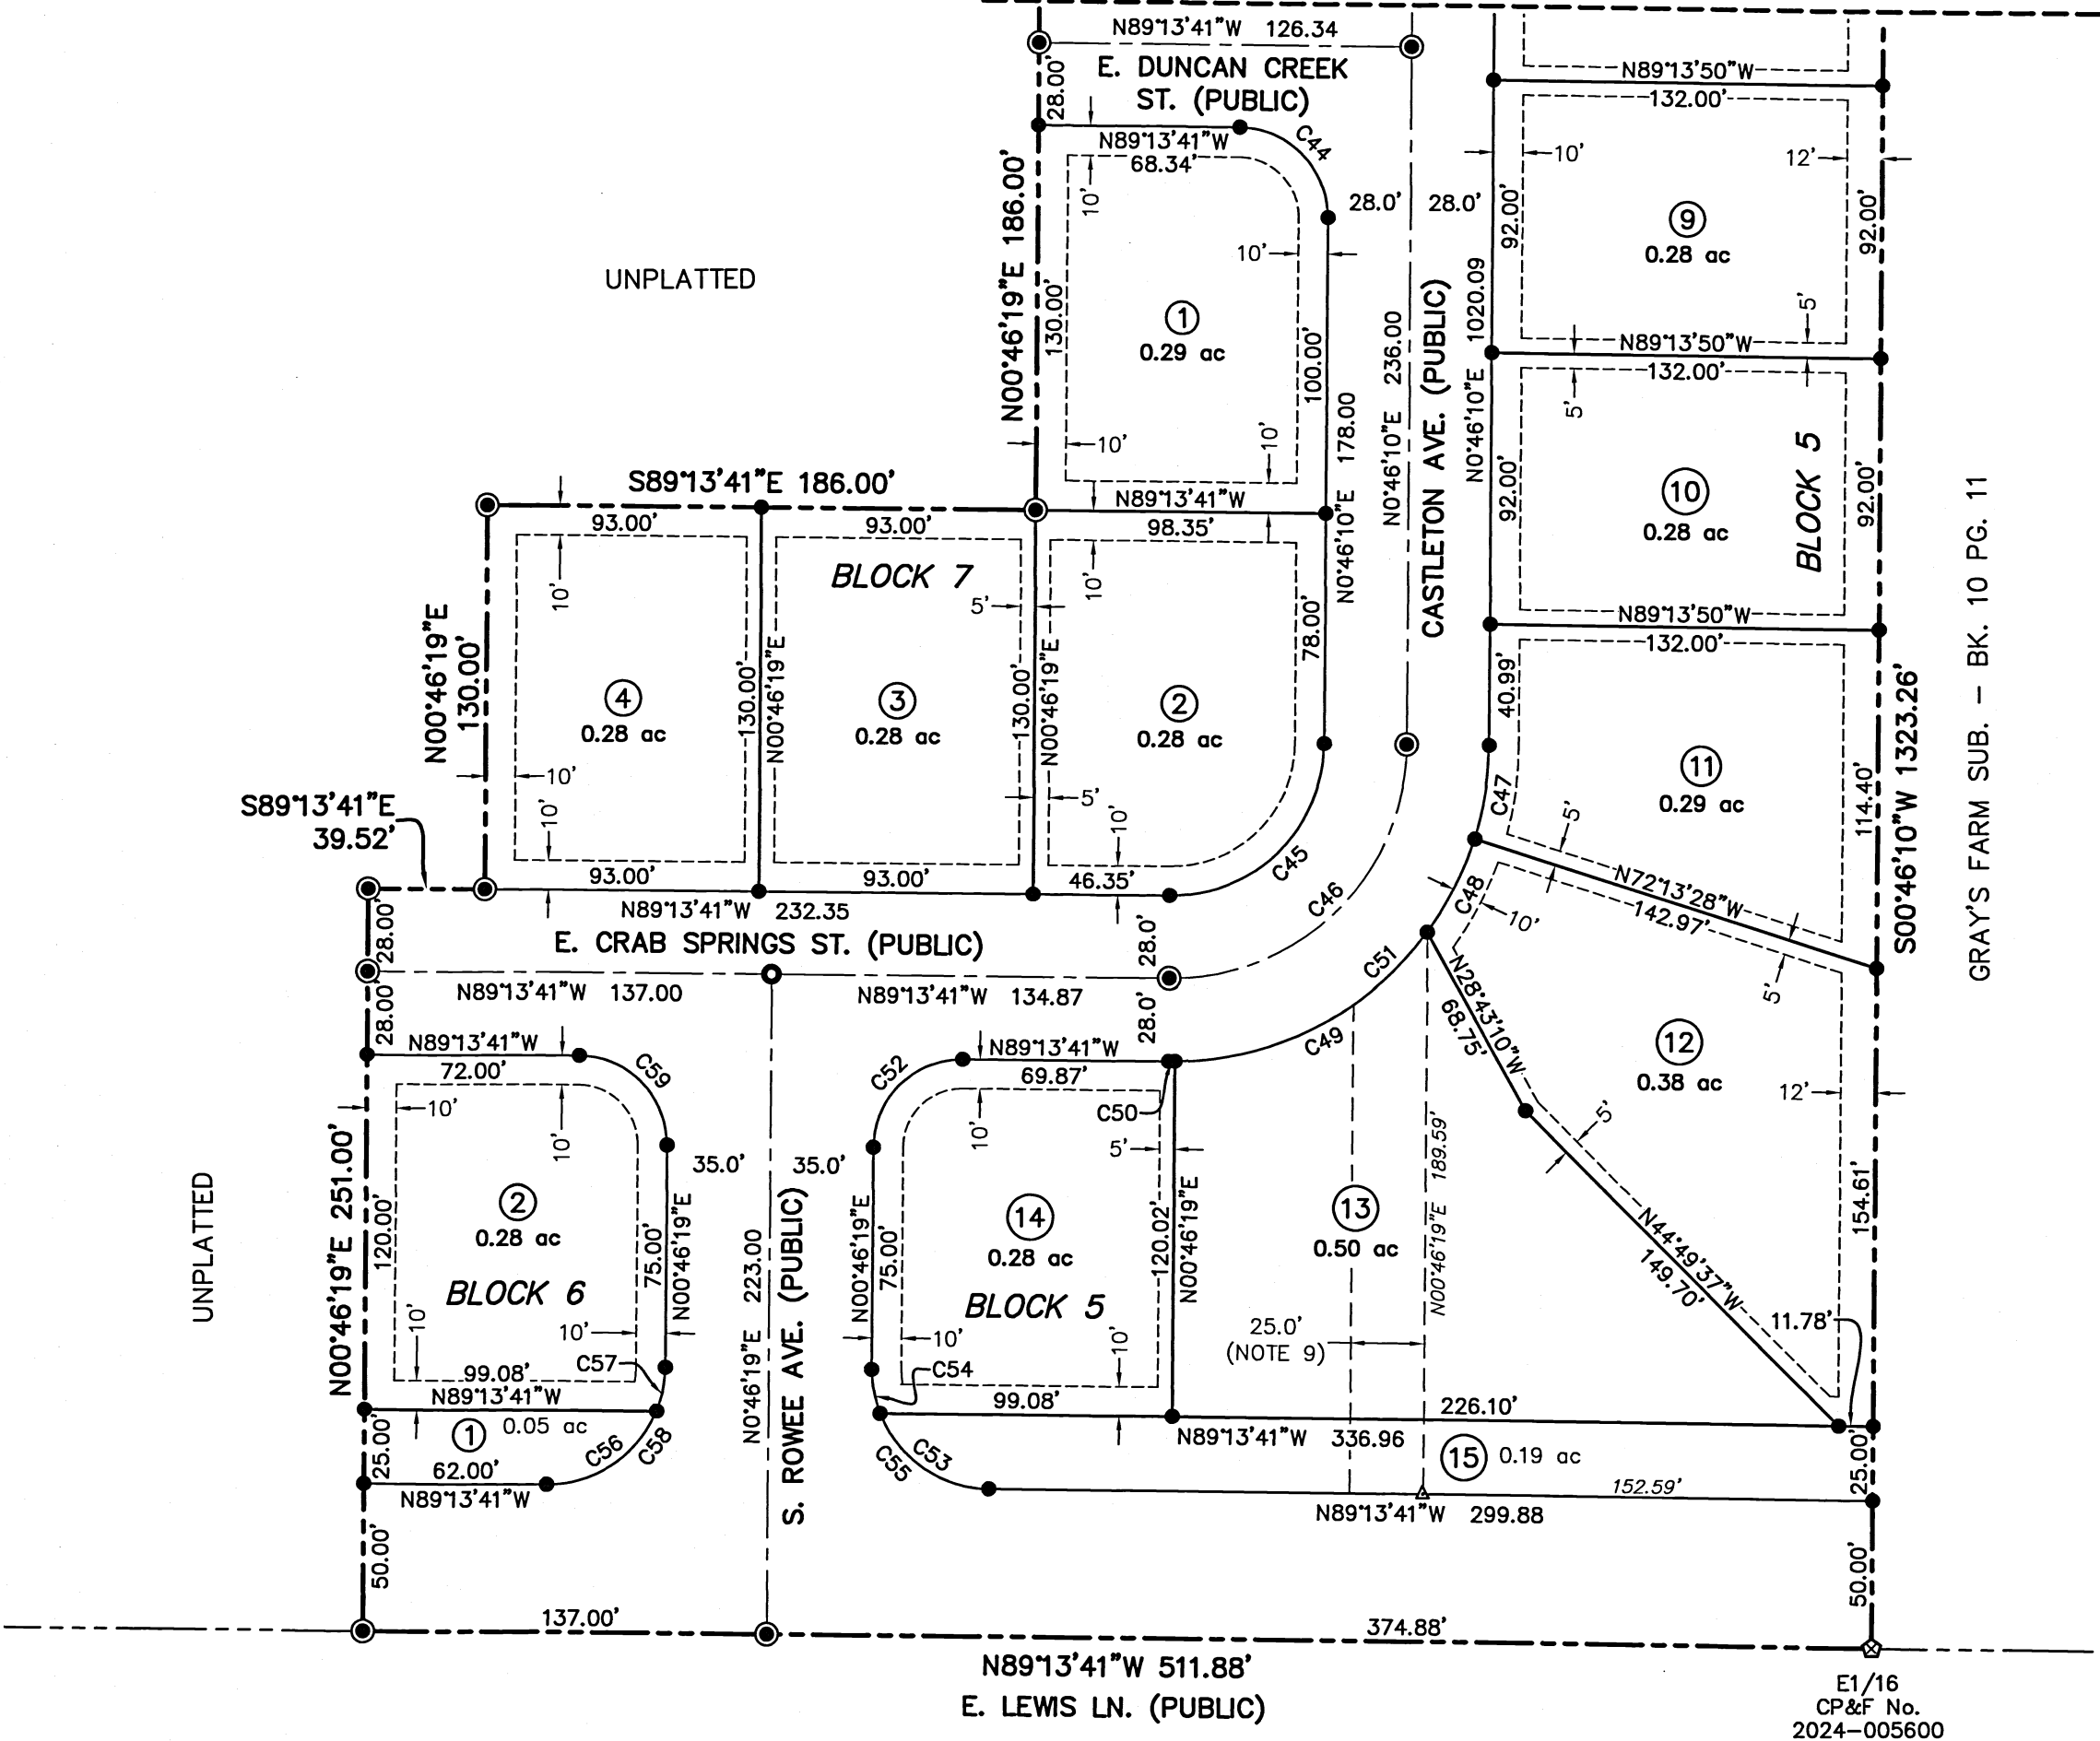 N89°13'41"W 126.34
E. DUNCAN CREEK
ST. (PUBLIC)
28.00'
N89°13'41"W
68.34'
C44
10'
N00°46'19"E 186.00'
130.00'
1
0.29 ac
10'
100.00'
10'
10'
N89°13'41"W
98.35'
28.0'
28.0'
N0°46'10"E 178.00
N0°46'10"E 236.00
CASTLETON AVE. (PUBLIC)
N0°46'10"E 1020.09
N89°13'50"W
132.00'
10'
12'
92.00'
92.00'
9
0.28 ac
5'
N89°13'50"W
132.00'
5'
92.00'
92.00'
10
0.28 ac
BLOCK 5
N89°13'50"W
132.00'
40.99'
C47
11
0.29 ac
114.40'
5'
N72°13'28"W
142.97'
5'
S00°46'10"W 1323.26'
GRAY'S FARM SUB. – BK. 10 PG. 11
UNPLATTED
S89°13'41"E 186.00'
93.00'
93.00'
BLOCK 7
10'
5'
10'
N00°46'19"E
130.00'
4
0.28 ac
130.00'
N00°46'19"E
3
0.28 ac
130.00'
N00°46'19"E
2
0.28 ac
78.00'
10'
10'
5'
10'
S89°13'41"E
39.52'
93.00'
93.00'
46.35'
C45
C46
C48
10'
N89°13'41"W 232.35
E. CRAB SPRINGS ST. (PUBLIC)
28.00'
28.0'
N89°13'41"W 137.00
N89°13'41"W 134.87
28.00'
28.0'
C51
C49
N28°43'10"W
68.75'
N89°13'41"W
72.00'
C59
10'
10'
35.0'
35.0'
C52
N89°13'41"W
69.87'
C50
10'
5'
12
0.38 ac
12'
5'
UNPLATTED
N00°46'19"E 251.00'
120.00'
2
0.28 ac
BLOCK 6
75.00'
N00°46'19"E
10'
10'
C57
99.08'
N89°13'41"W
N0°46'19"E 223.00
S. ROWEE AVE. (PUBLIC)
N00°46'19"E
75.00'
14
0.28 ac
BLOCK 5
10'
C54
10'
99.08'
120.02'
N00°46'19"E
13
0.50 ac
N00°46'19"E 189.59'
25.0'
(NOTE 9)
N44°49'37"W
149.70'
154.61'
11.78'
226.10'
N89°13'41"W 336.96
25.00'
1
0.05 ac
C56
C58
62.00'
N89°13'41"W
C53
C55
15
0.19 ac
25.00'
152.59'
N89°13'41"W 299.88
50.00'
50.00'
137.00'
374.88'
N89°13'41"W 511.88'
E. LEWIS LN. (PUBLIC)
E1/16
CP&F No.
2024–005600